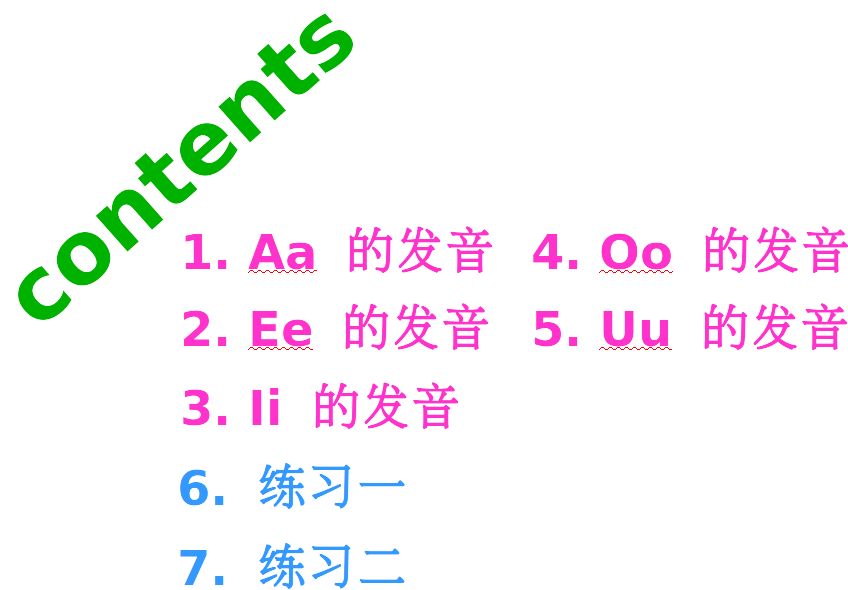 contents
1. Aa 的发音
2. Ee 的发音
3. Ii 的发音
4. Oo 的发音
5. Uu 的发音
6. 练习一
7. 练习二